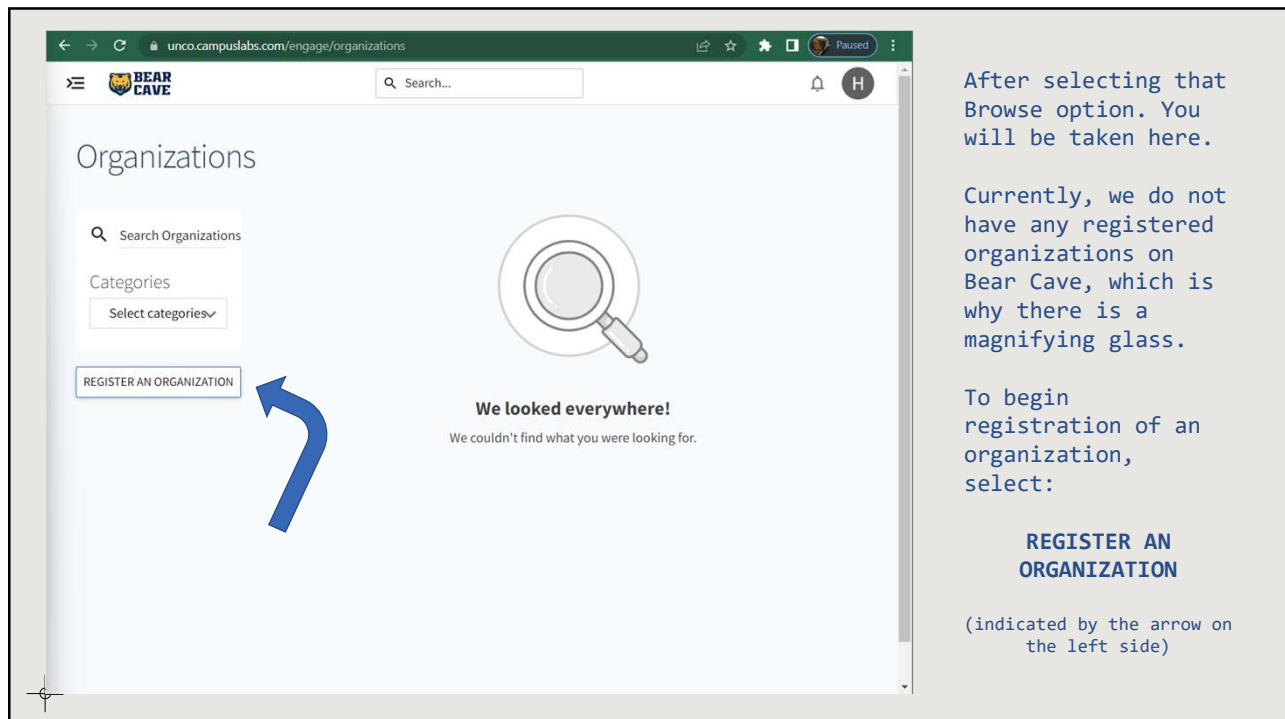 unco.campuslabs.com/engage/organizations
Paused
BEAR
CAVE
Search...
H
Organizations
Search Organizations
Categories
Select categories
REGISTER AN ORGANIZATION
We looked everywhere!
We couldn't find what you were looking for.
After selecting that
Browse option. You
will be taken here.
Currently, we do not
have any registered
organizations on
Bear Cave, which is
why there is a
magnifying glass.
To begin
registration of an
organization,
select:
REGISTER AN
ORGANIZATION
(indicated by the arrow on
the left side)